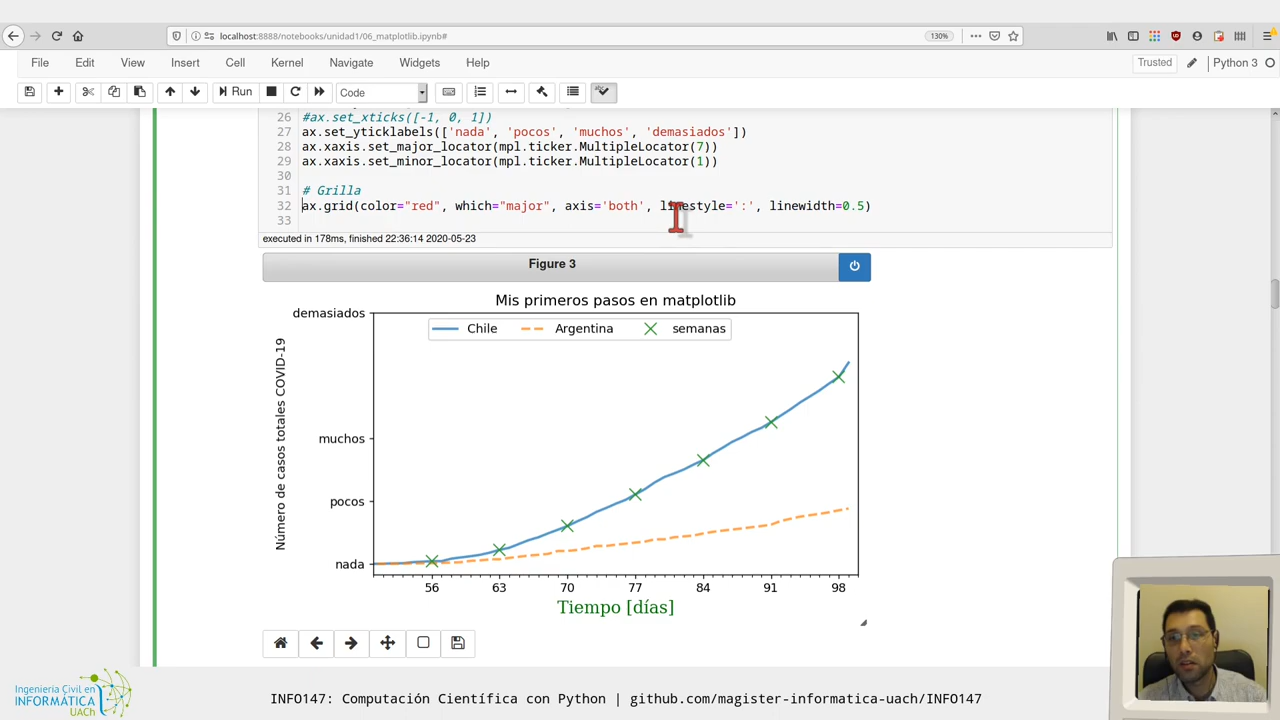 localhost:8888/notebooks/unidad1/06_matplotlib.ipynb#
130%
File Edit View Insert Cell Kernel Navigate Widgets Help
Trusted
Python 3
Run
Code
26 #ax.set_xticks([-1, 0, 1])
27 ax.set_yticklabels(['nada', 'pocos', 'muchos', 'demasiados'])
28 ax.xaxis.set_major_locator(mpl.ticker.MultipleLocator(7))
29 ax.xaxis.set_minor_locator(mpl.ticker.MultipleLocator(1))
30
31 # Grilla
32 ax.grid(color="red", which="major", axis='both', linestyle=':', linewidth=0.5)
33
executed in 178ms, finished 22:36:14 2020-05-23
Figure 3
Mis primeros pasos en matplotlib
demasiados
Chile Argentina semanas
Número de casos totales COVID-19
muchos
pocos
nada
56 63 70 77 84 91 98
Tiempo [días]
Ingeniería Civil en
INFORMÁTICA
UACh
INFO147: Computación Científica con Python | github.com/magister-informatica-uach/INFO147